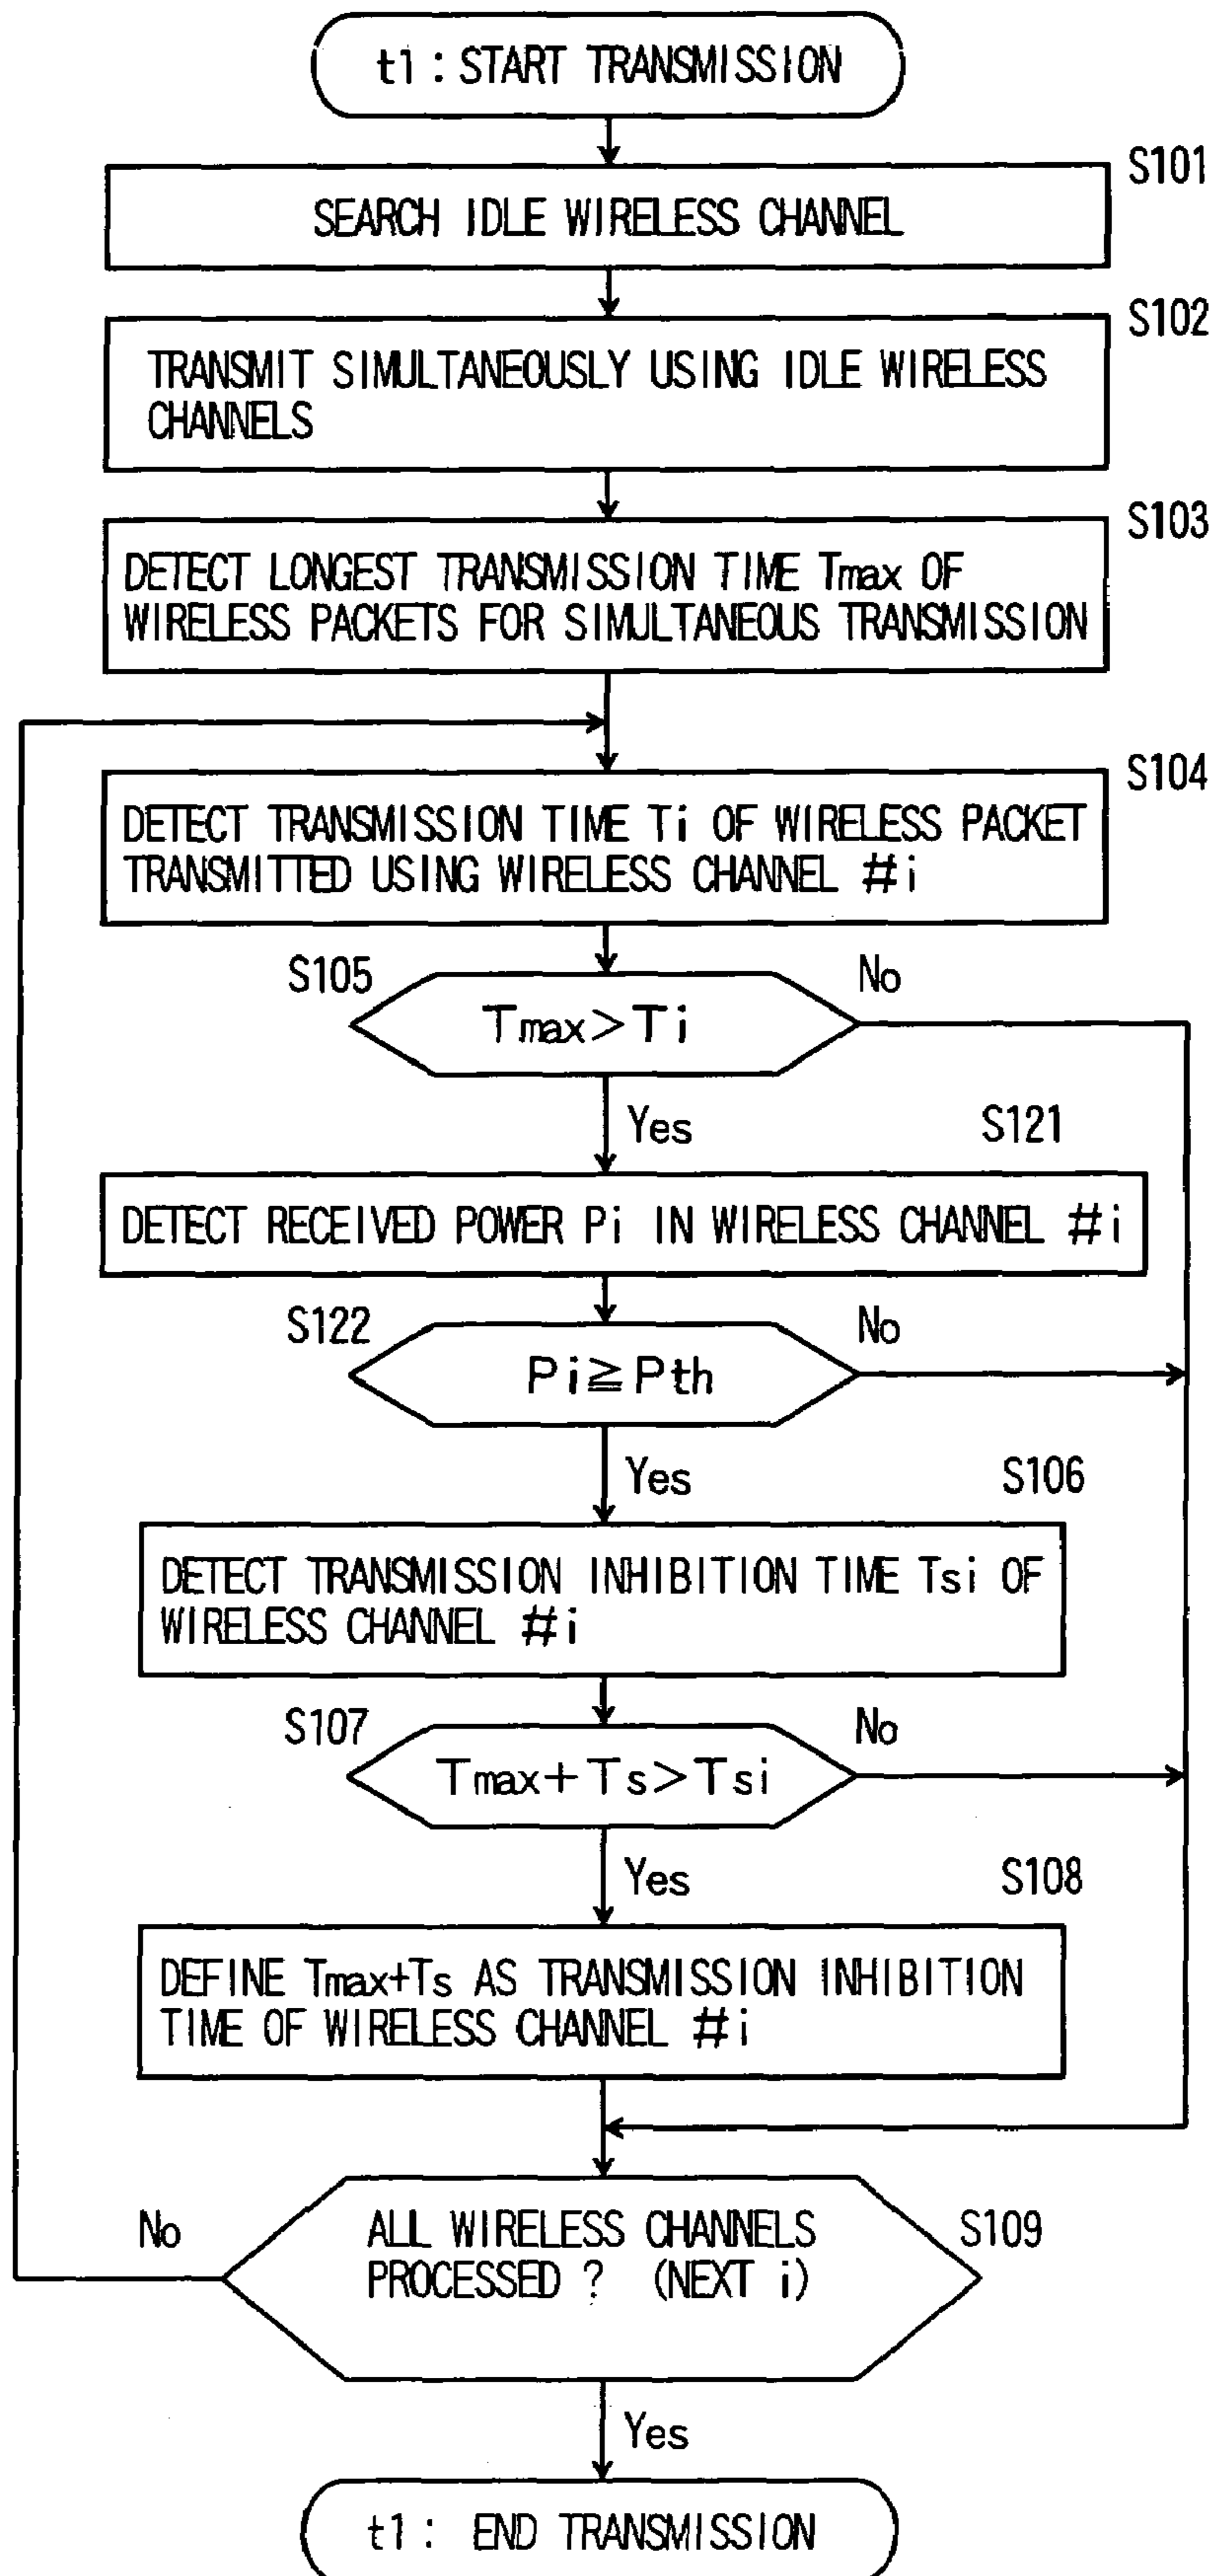 t1 : START TRANSMISSION
S101
SEARCH IDLE WIRELESS CHANNEL
S102
TRANSMIT SIMULTANEOUSLY USING IDLE WIRELESS
CHANNELS
S103
DETECT LONGEST TRANSMISSION TIME Tmax OF
WIRELESS PACKETS FOR SIMULTANEOUS TRANSMISSION
S104
DETECT TRANSMISSION TIME Ti OF WIRELESS PACKET
TRANSMITTED USING WIRELESS CHANNEL #i
S105
No
Tmax>Ti
Yes
S121
DETECT RECEIVED POWER Pi IN WIRELESS CHANNEL #i
S122
No
Pi≧Pth
Yes
S106
DETECT TRANSMISSION INHIBITION TIME Tsi OF
WIRELESS CHANNEL #i
S107
No
Tmax+Ts>Tsi
Yes
S108
DEFINE Tmax+Ts AS TRANSMISSION INHIBITION
TIME OF WIRELESS CHANNEL #i
No
ALL WIRELESS CHANNELS
S109
PROCESSED ? (NEXT i)
Yes
t1 : END TRANSMISSION